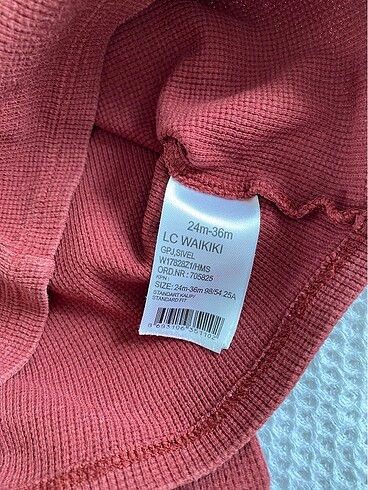 24m-36m
LC WAIKIKI
GPJ,SIVEL
W17828Z1/HMS
ORD.NR : 705825
KPN :
SIZE: 24m-36m 98/54.25A
STANDART KALIP/
STANDARD FIT